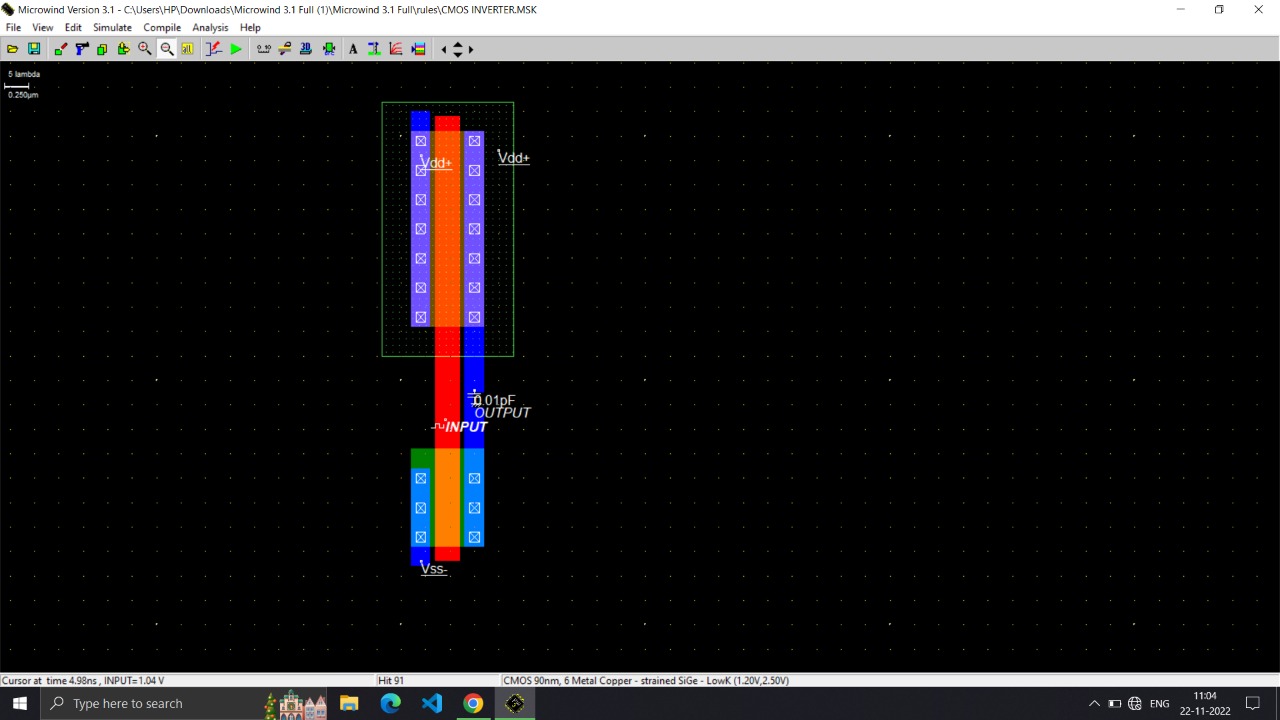 Microwind Version 3.1 - C:\Users\HP\Downloads\Microwind 3.1 Full (1)\Microwind 3.1 Full\rules\CMOS INVERTER.MSK
File View Edit Simulate Compile Analysis Help
5 lambda
0.250µm
Vdd+ Vdd+
0.01pF
OUTPUT
INPUT
Vss-
Cursor at time 4.98ns , INPUT=1.04 V Hit 91 CMOS 90nm, 6 Metal Copper - strained SiGe - LowK (1.20V,2.50V)
Type here to search ENG 11:04
22-11-2022